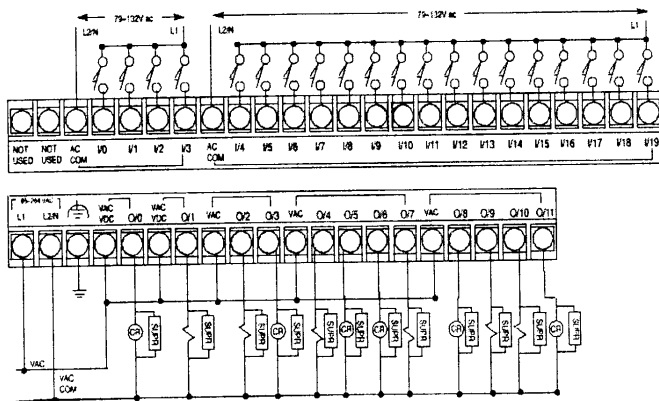 79–132V ac
79–132V ac
L2/N
L1
L2/N
L1
NOT USED
NOT USED
AC COM
I/0
I/1
I/2
I/3
AC COM
I/4
I/5
I/6
I/7
I/8
I/9
I/10
I/11
I/12
I/13
I/14
I/15
I/16
I/17
I/18
I/19
85-264 VAC
L1
L2/N
VAC VDC
O/0
VAC VDC
O/1
VAC
O/2
O/3
VAC
O/4
O/5
O/6
O/7
VAC
O/8
O/9
O/10
O/11
CR
SUPR
SUPR
SUPR
CR
SUPR
SUPR
CR
SUPR
CR
SUPR
SUPR
CR
SUPR
SUPR
SUPR
CR
SUPR
VAC
VAC
COM